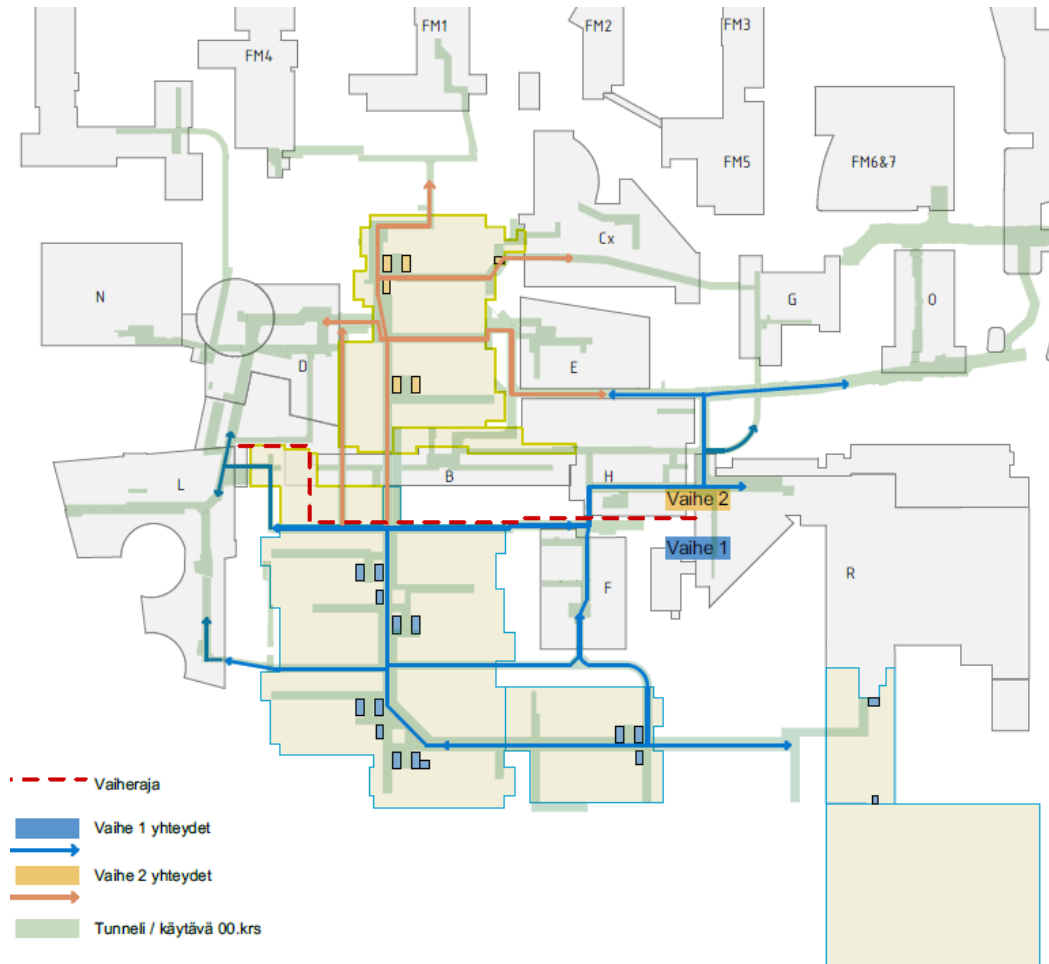 FM1
FM2
FM3
FM4
FM5
FM6&7
Cx
N
G
O
D
E
L
B
H
Vaihe 2
Vaihe 1
F
R
Vaiheraja
Vaihe 1 yhteydet
Vaihe 2 yhteydet
Tunneli / käytävä 00.krs